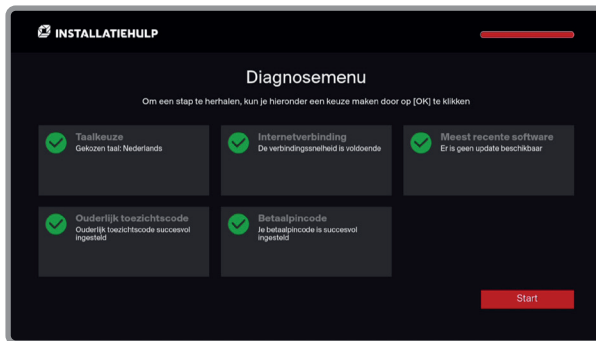 INSTALLATIEHULP
Diagnosemenu
Om een stap te herhalen, kun je hieronder een keuze maken door op [OK] te klikken
Taalkeuze
Gekozen taal: Nederlands
Internetverbinding
De verbindingssnelheid is voldoende
Meest recente software
Er is geen update beschikbaar
Ouderlijk toezichtscode
Ouderlijk toezichtscode succesvol
ingesteld
Betaalpincode
Je betaalpincode is succesvol
ingesteld
Start